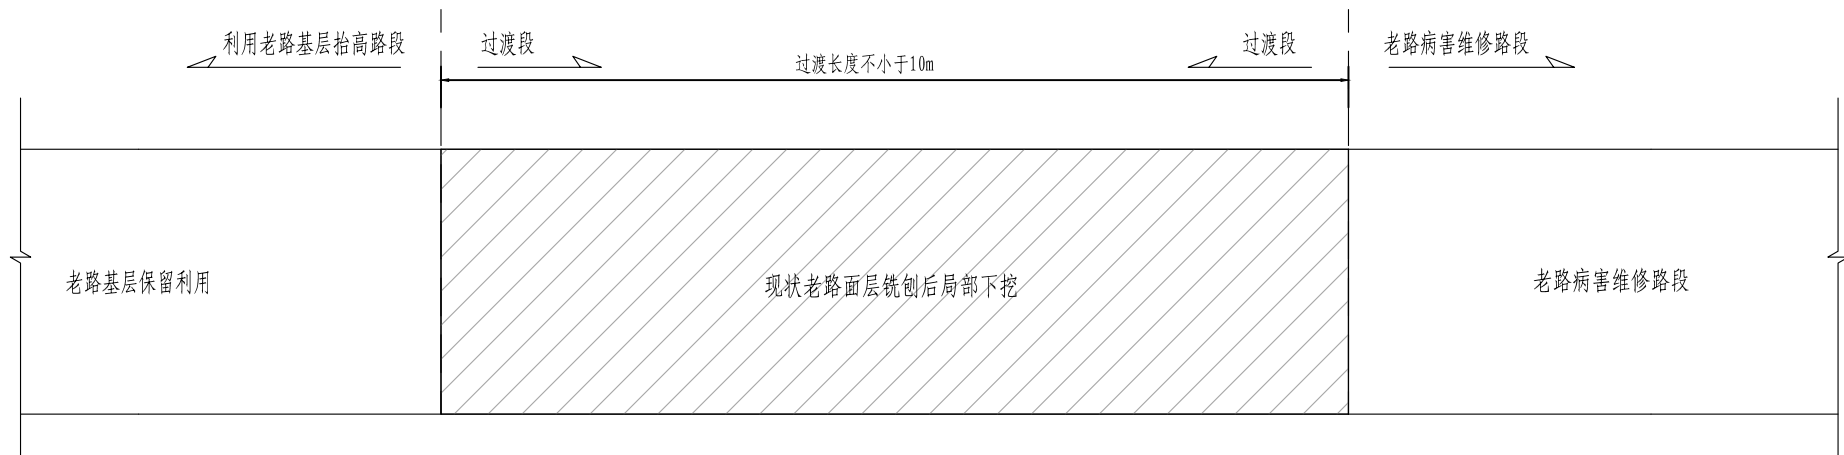 利用老路基层抬高路段
过渡段
过渡段
老路病害维修路段
过渡长度不小于10m
老路基层保留利用
现状老路面层铣刨后局部下挖
老路病害维修路段